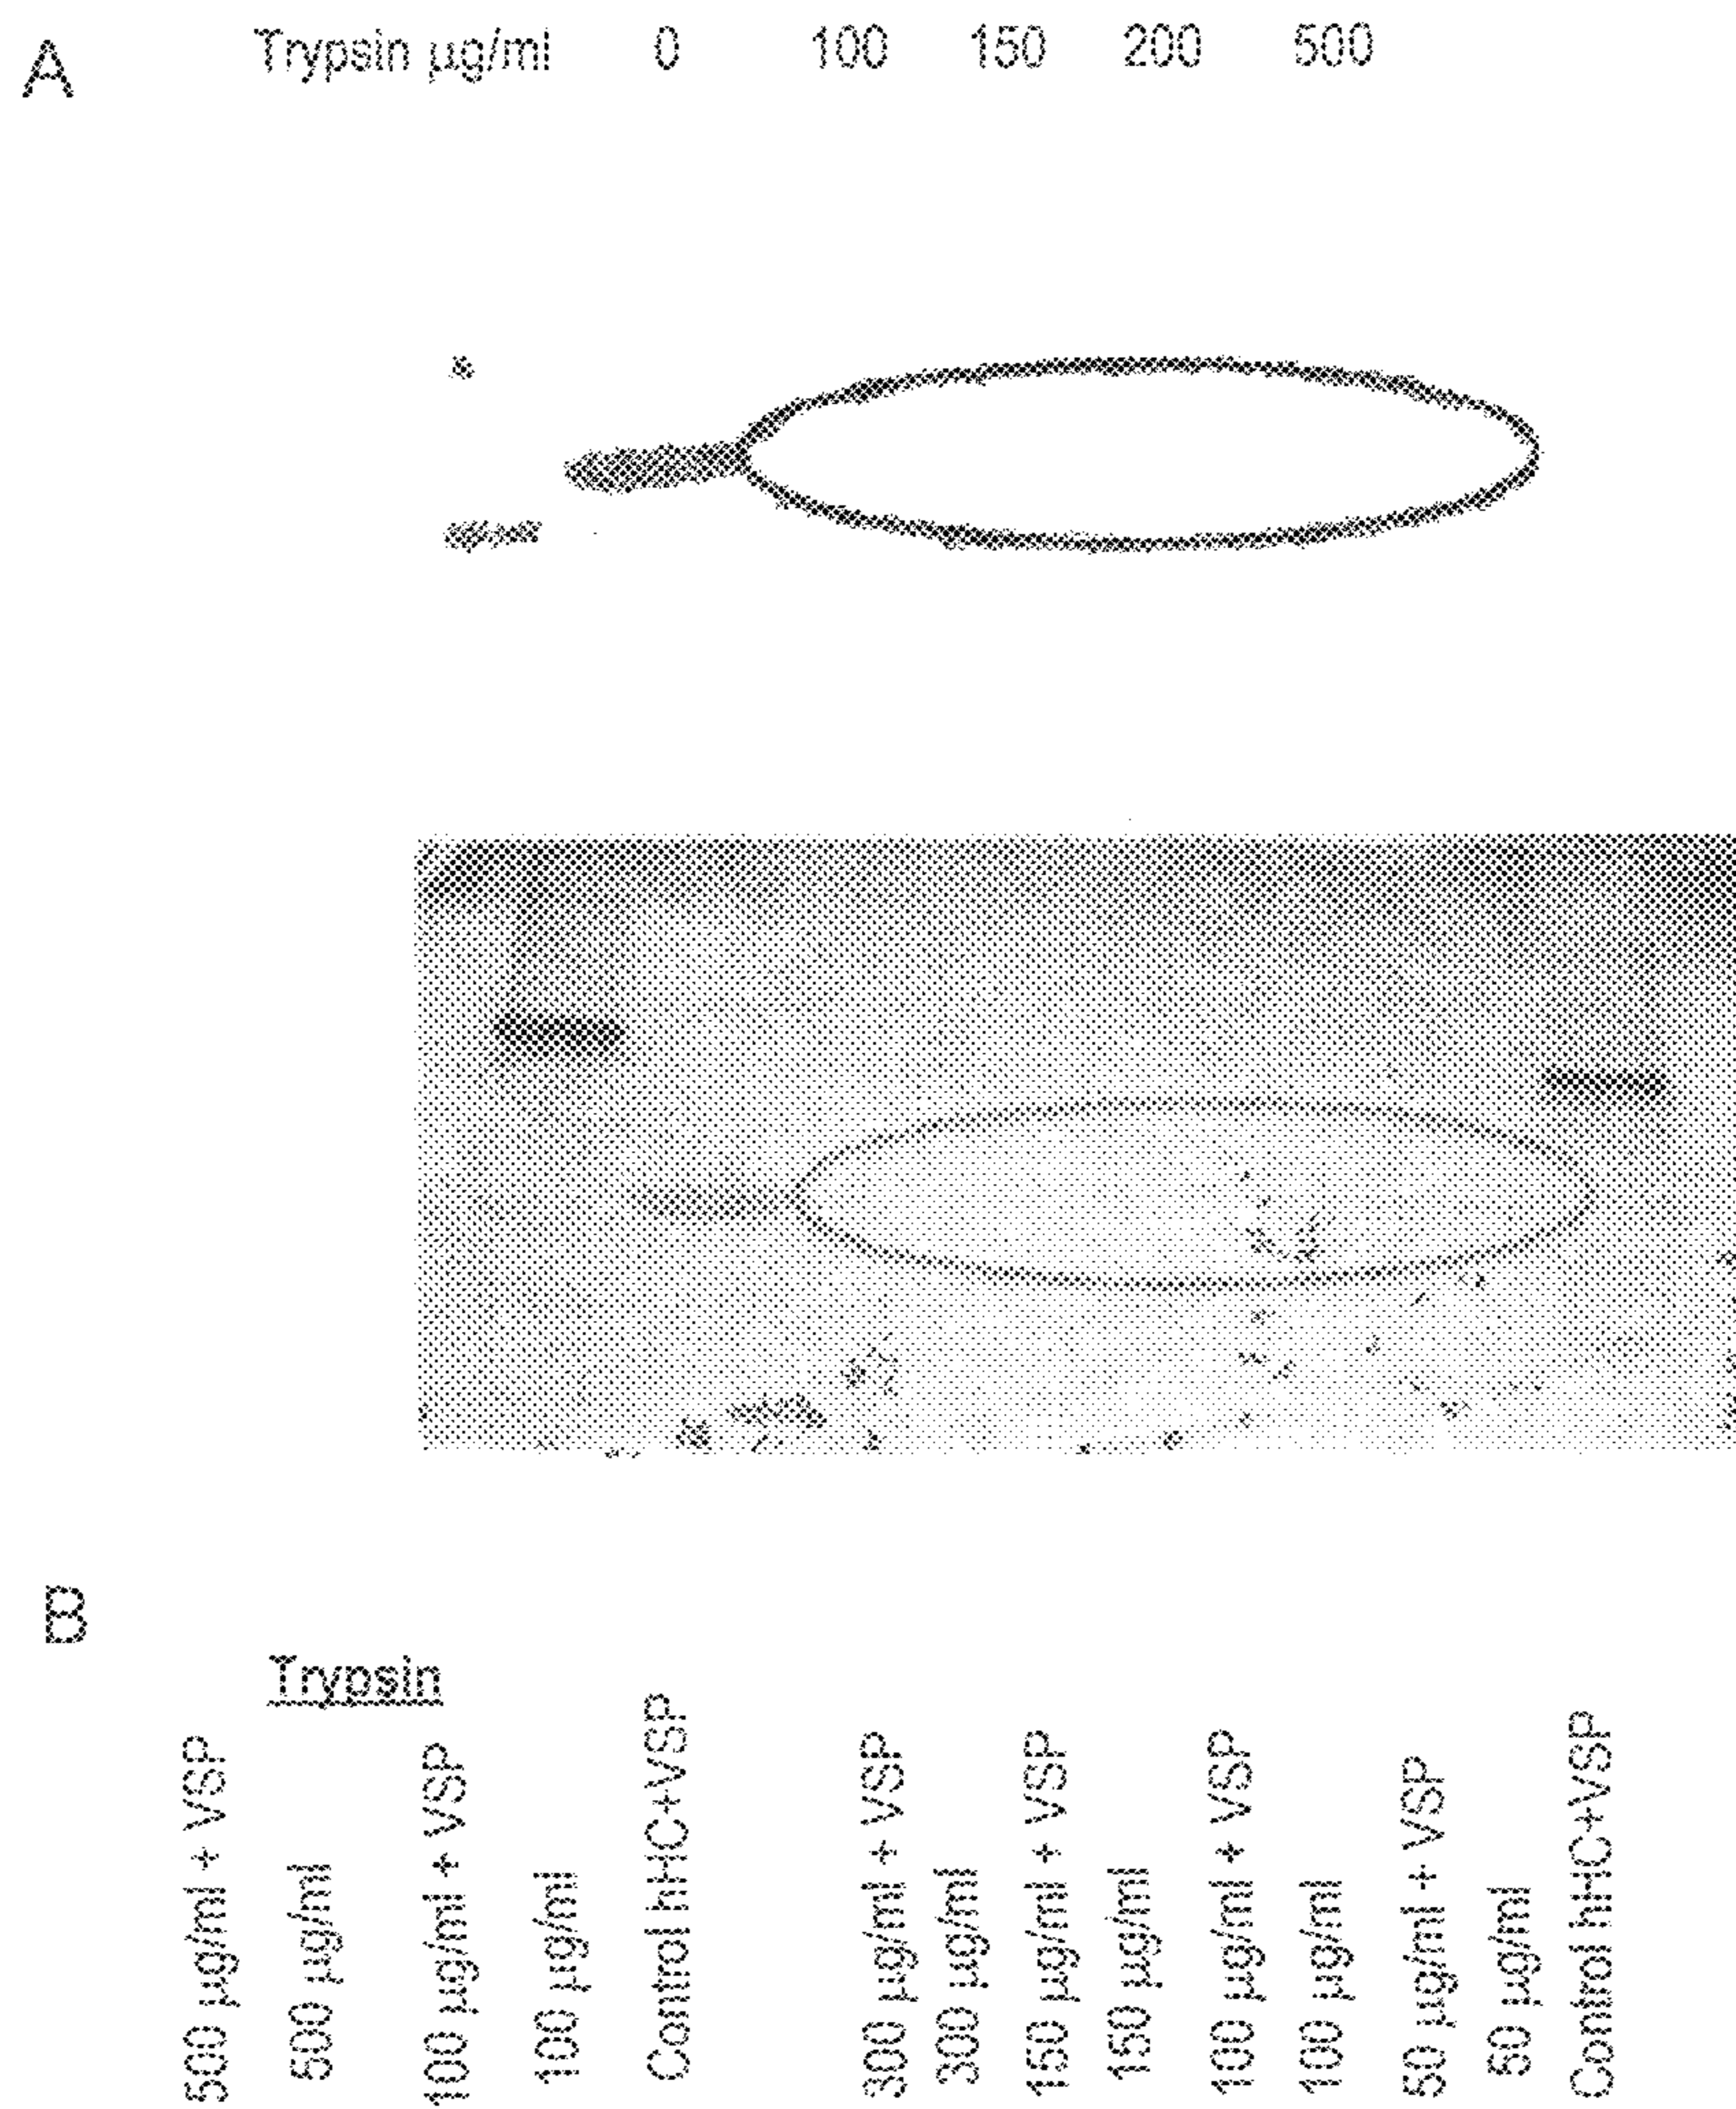 A
Trypsin µg/ml 0 100 150 200 500
B
Trypsin
500 µg/ml + VSP
500 µg/ml
100 µg/ml + VSP
100 µg/ml
Control hHC+VSP
300 µg/ml + VSP
300 µg/ml
150 µg/ml + VSP
150 µg/ml
100 µg/ml + VSP
100 µg/ml
50 µg/ml + VSP
50 µg/ml
Control hHC+VSP